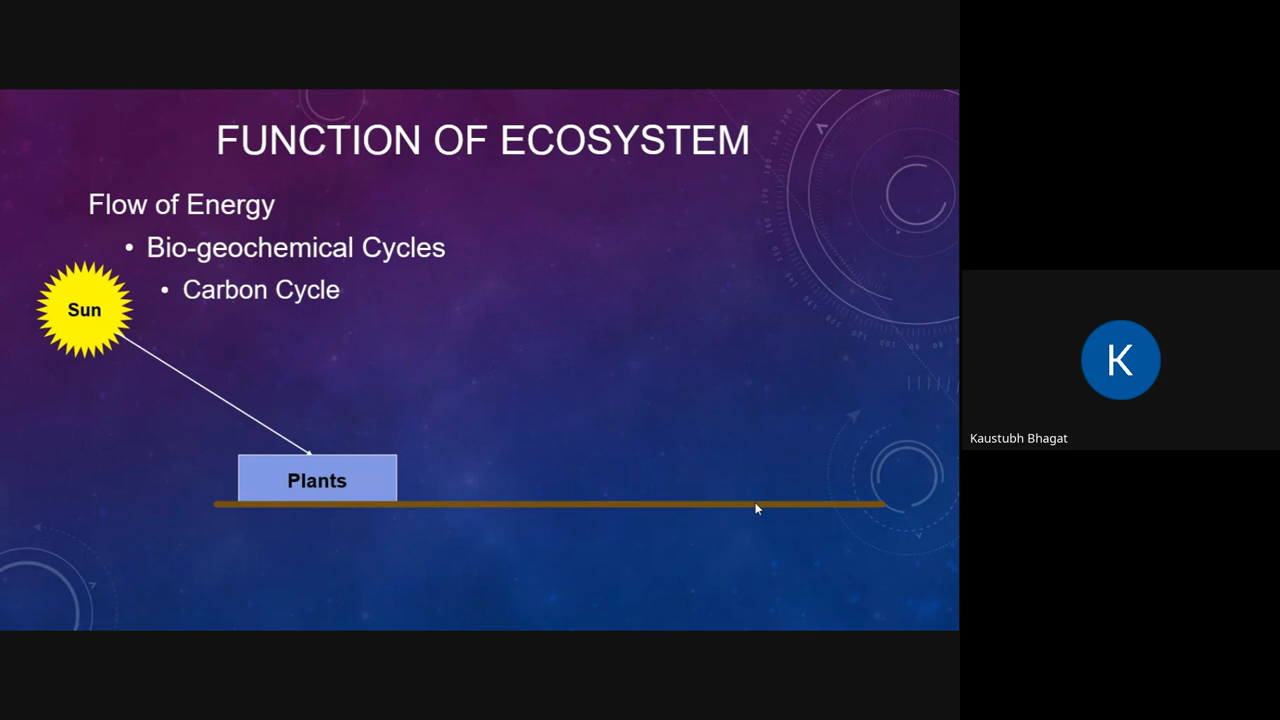 FUNCTION OF ECOSYSTEM
Flow of Energy
• Bio-geochemical Cycles
• Carbon Cycle
Sun
Plants
K
Kaustubh Bhagat